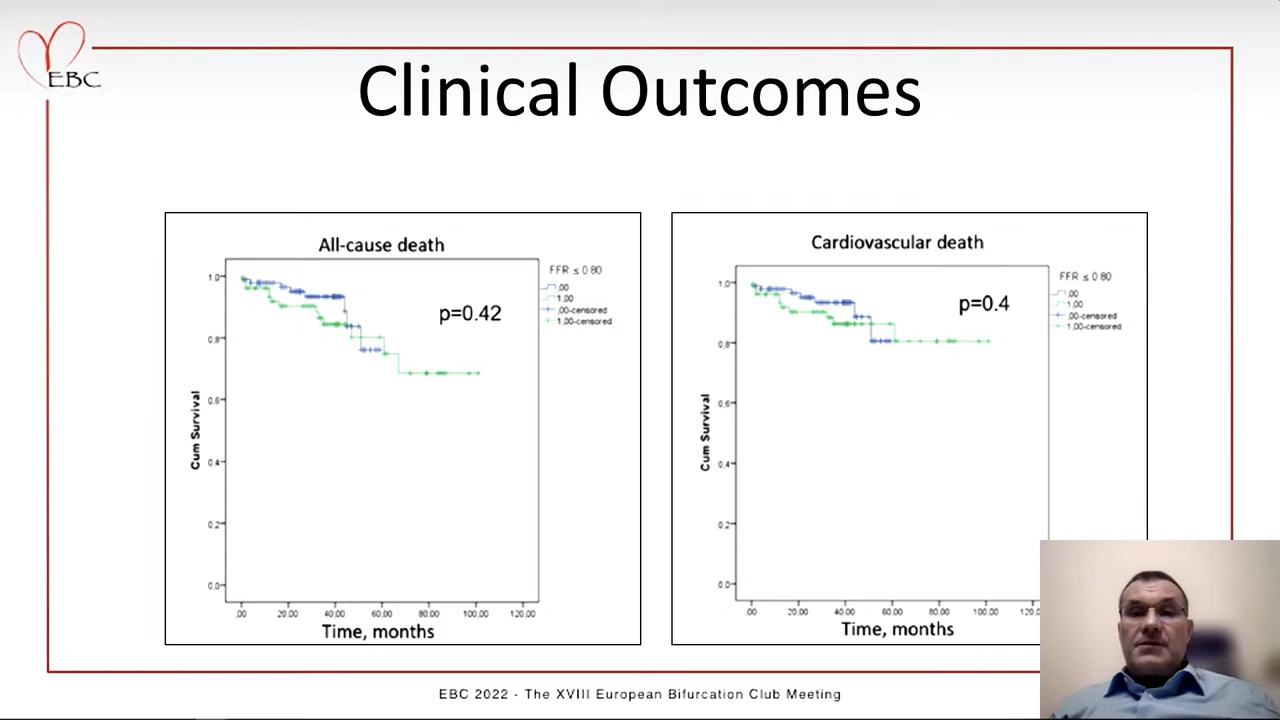 EBC
Clinical Outcomes
All-cause death
FFR ≤ 0.80
,00
1,00
,00-censored
1,00-censored
p=0.42
Cum Survival
1,0
0,8
0,6
0,4
0,2
0,0
,00
20,00
40,00
60,00
80,00
100,00
120,00
Time, months
Cardiovascular death
FFR ≤ 0.80
,00
1,00
,00-censored
1,00-censored
p=0.4
Cum Survival
1,0
0,8
0,6
0,4
0,2
0,0
,00
20,00
40,00
60,00
80,00
100,00
Time, months
EBC 2022 - The XVIII European Bifurcation Club Meeting